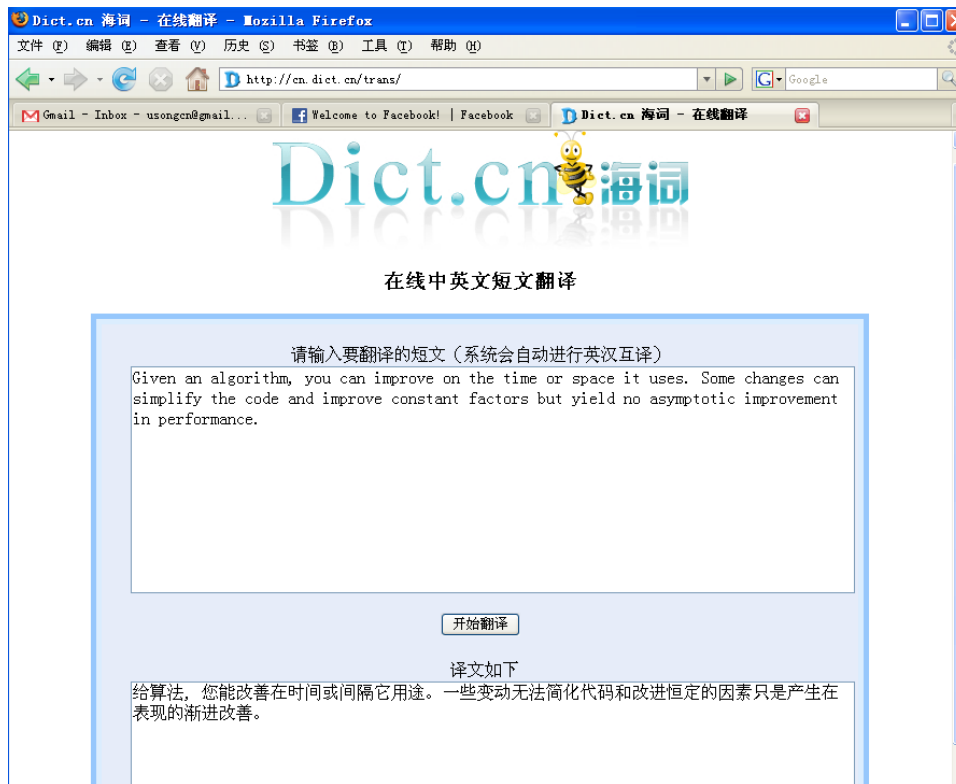 Dict.cn 海词 - 在线翻译 - Mozilla Firefox
文件 (F) 编辑 (E) 查看 (V) 历史 (S) 书签 (B) 工具 (T) 帮助 (H)
http://cn.dict.cn/trans/ G Google
Gmail - Inbox - usongcn@gmail... Welcome to Facebook! | Facebook Dict.cn 海词 - 在线翻译
Dict.cn 海词
在线中英文短文翻译
请输入要翻译的短文（系统会自动进行英汉互译）
Given an algorithm, you can improve on the time or space it uses. Some changes can
simplify the code and improve constant factors but yield no asymptotic improvement
in performance.
开始翻译
译文如下
给算法, 您能改善在时间或间隔它用途。一些变动无法简化代码和改进恒定的因素只是产生在
表现的渐进改善。